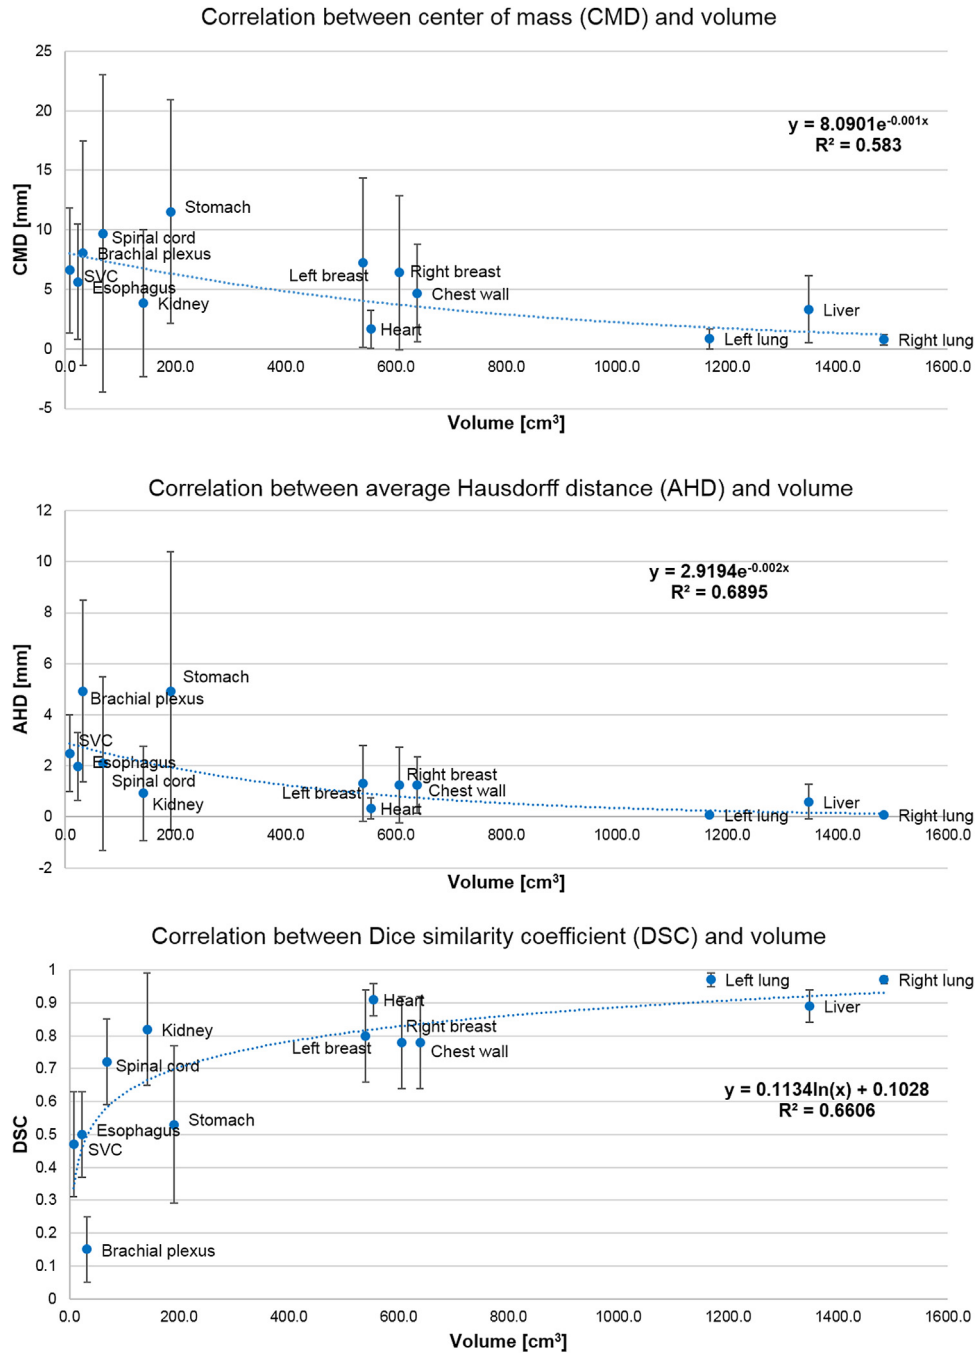 Correlation between center of mass (CMD) and volume
25
20
15
10
5
0
-5
CMD [mm]
y = 8.0901e^-0.001x
R² = 0.583
Stomach
Spinal cord
Brachial plexus
SVC
Esophagus
Kidney
Left breast
Right breast
Chest wall
Heart
Left lung
Liver
Right lung
0.0 200.0 400.0 600.0 800.0 1000.0 1200.0 1400.0 1600.0
Volume [cm³]
Correlation between average Hausdorff distance (AHD) and volume
12
10
8
6
4
2
0
-2
AHD [mm]
y = 2.9194e^-0.002x
R² = 0.6895
Stomach
Brachial plexus
SVC
Esophagus
Spinal cord
Kidney
Left breast
Right breast
Chest wall
Heart
Left lung
Liver
Right lung
0.0 200.0 400.0 600.0 800.0 1000.0 1200.0 1400.0 1600.0
Volume [cm³]
Correlation between Dice similarity coefficient (DSC) and volume
1
0.9
0.8
0.7
0.6
0.5
0.4
0.3
0.2
0.1
0
DSC
Left lung
Right lung
Liver
Heart
Right breast
Left breast
Chest wall
Kidney
Spinal cord
Stomach
Esophagus
SVC
Brachial plexus
y = 0.1134ln(x) + 0.1028
R² = 0.6606
0.0 200.0 400.0 600.0 800.0 1000.0 1200.0 1400.0 1600.0
Volume [cm³]